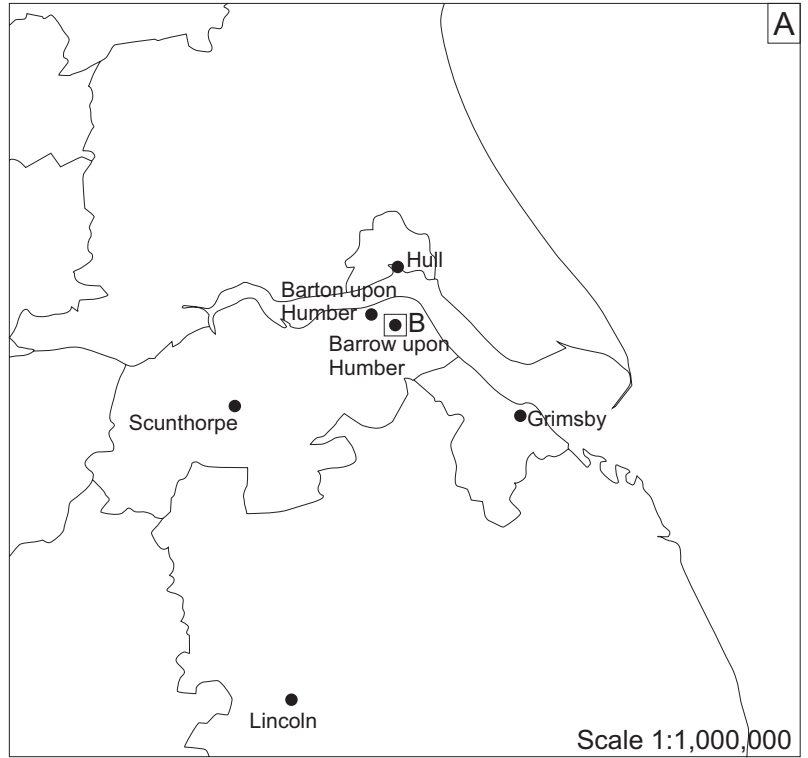 A
Hull
Barton upon
Humber
B
Barrow upon
Humber
Scunthorpe
Grimsby
Lincoln
Scale 1:1,000,000